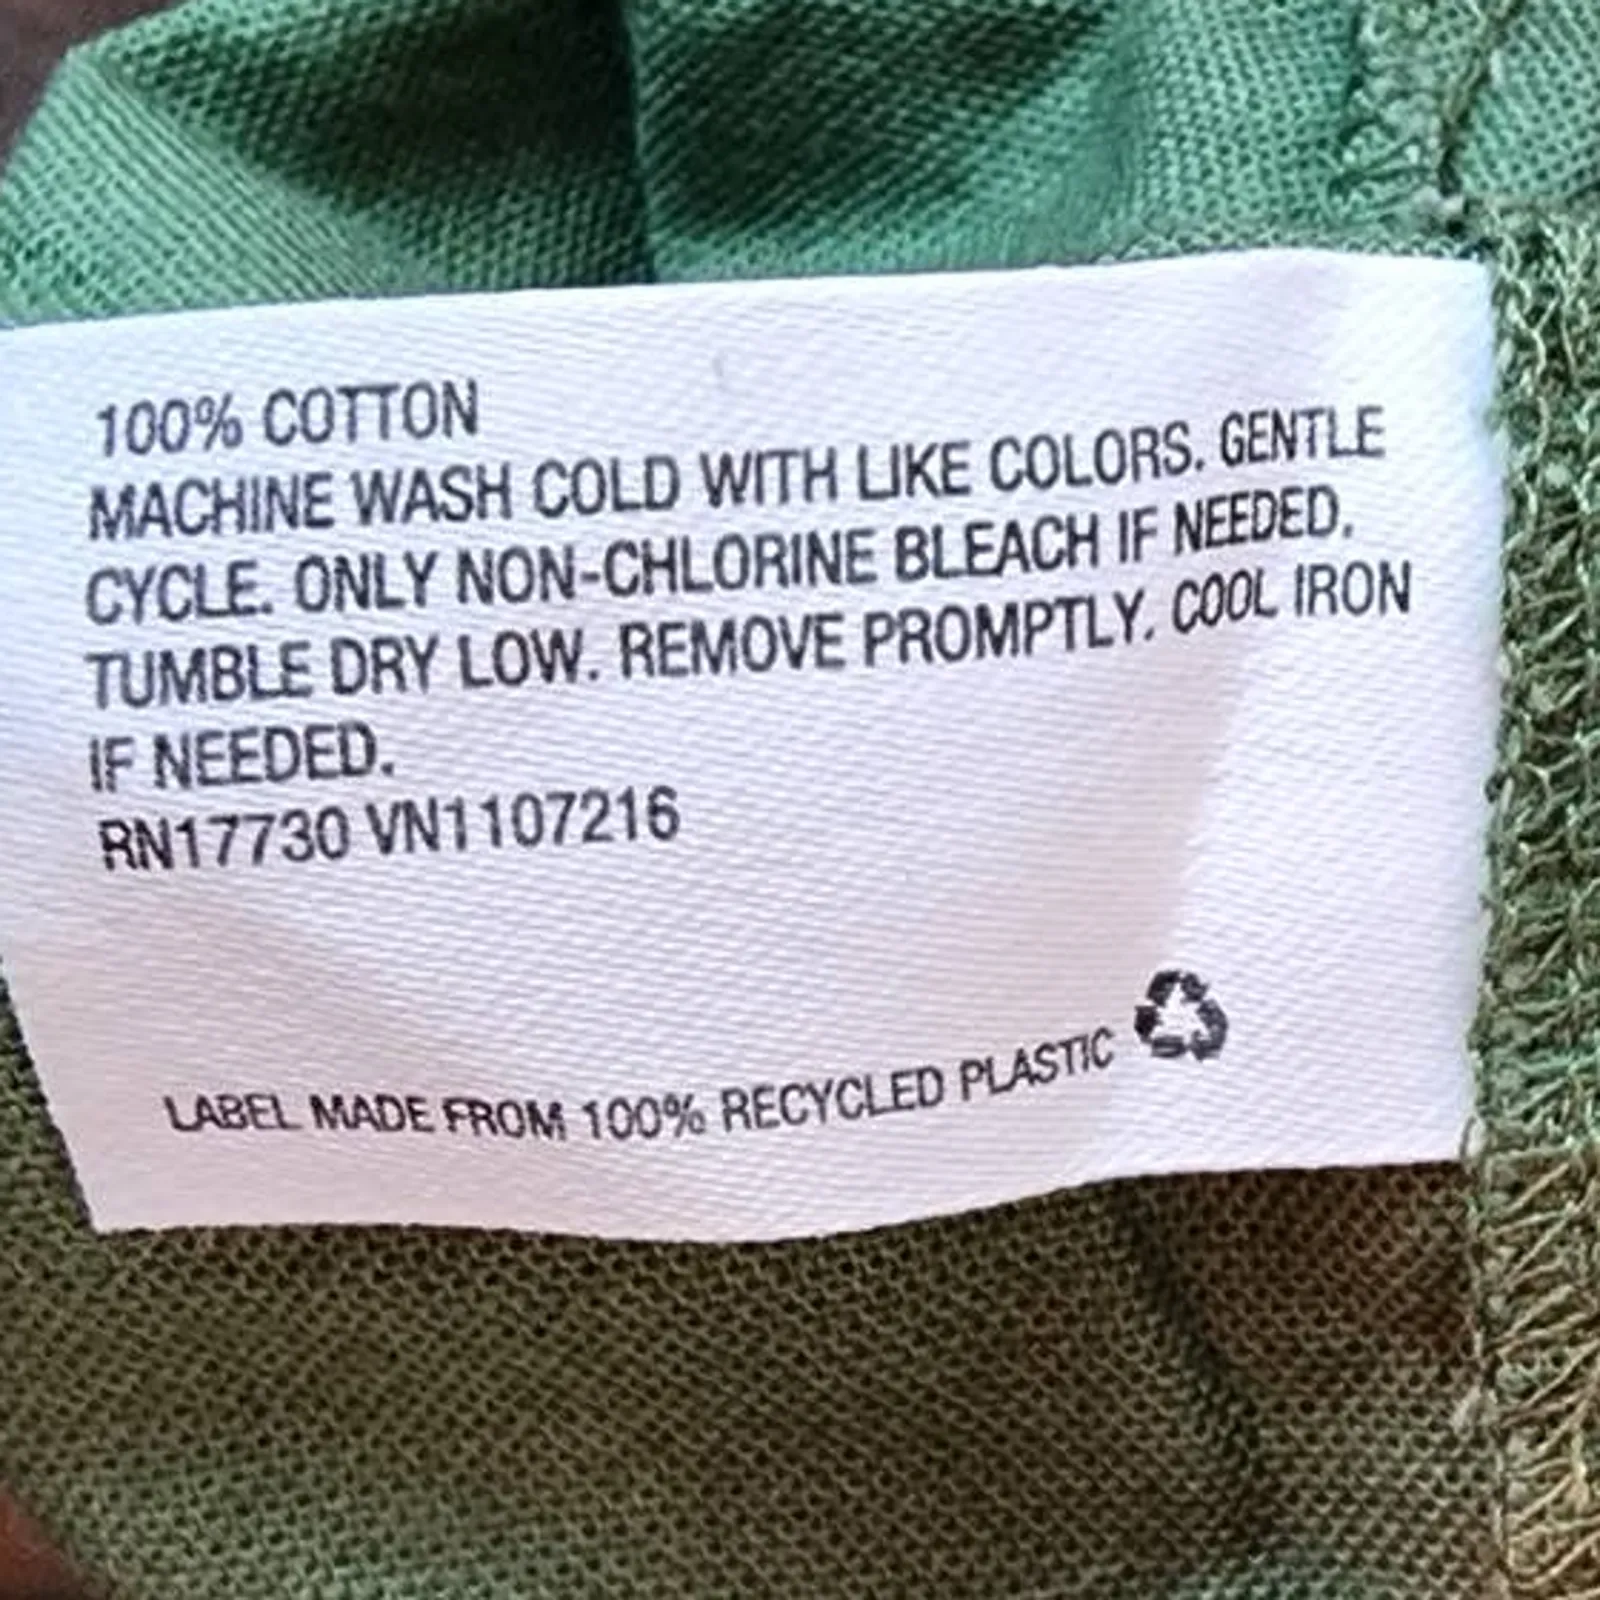 100% COTTON
MACHINE WASH COLD WITH LIKE COLORS. GENTLE
CYCLE. ONLY NON-CHLORINE BLEACH IF NEEDED.
TUMBLE DRY LOW. REMOVE PROMPTLY. COOL IRON
IF NEEDED.
RN17730 VN1107216
LABEL MADE FROM 100% RECYCLED PLASTIC